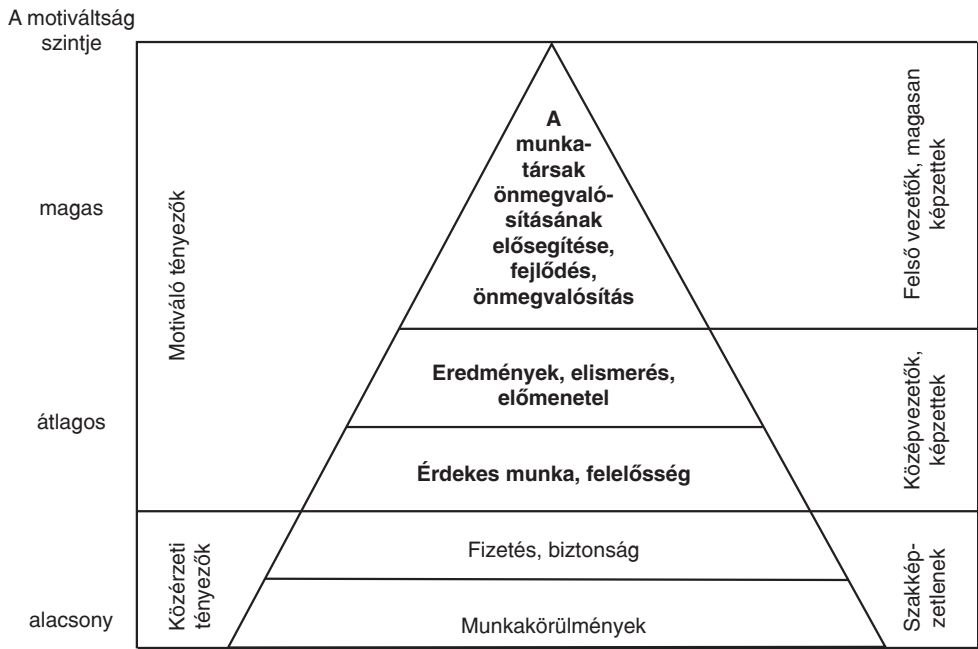 A motiváltság
szintje
magas
átlagos
alacsony
Motiváló tényezők
Közérzeti
tényezők
A
munka-
társak
önmegvaló-
sításának
elősegítése,
fejlődés,
önmegvalósítás
Eredmények, elismerés,
előmenetel
Érdekes munka, felelősség
Fizetés, biztonság
Munkakörülmények
Felső vezetők, magasan
képzettek
Középvezetők,
képzettek
Szakkép-
zetlenek